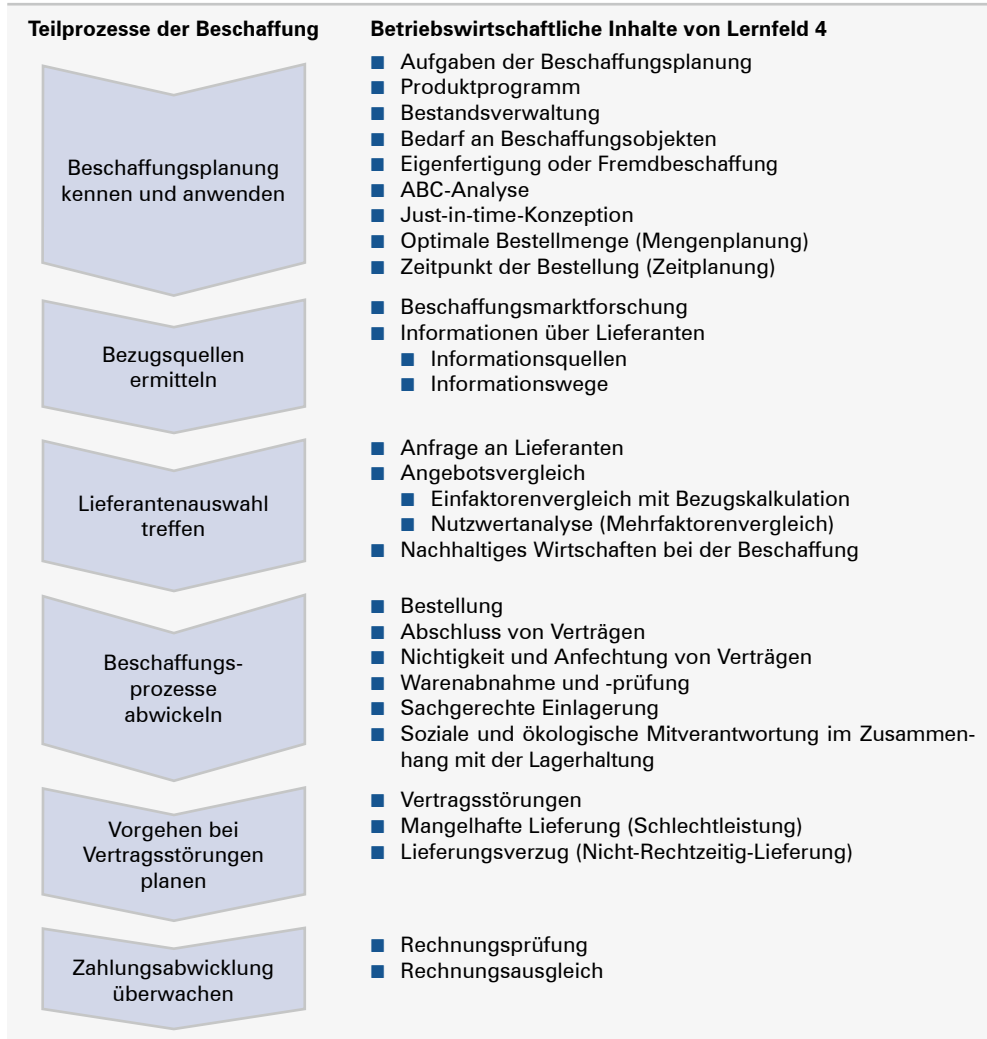 Teilprozesse der Beschaffung
Betriebswirtschaftliche Inhalte von Lernfeld 4
Beschaffungsplanung
kennen und anwenden
■ Aufgaben der Beschaffungsplanung
■ Produktprogramm
■ Bestandsverwaltung
■ Bedarf an Beschaffungsobjekten
■ Eigenfertigung oder Fremdbeschaffung
■ ABC-Analyse
■ Just-in-time-Konzeption
■ Optimale Bestellmenge (Mengenplanung)
■ Zeitpunkt der Bestellung (Zeitplanung)
Bezugsquellen
ermitteln
■ Beschaffungsmarktforschung
■ Informationen über Lieferanten
■ Informationsquellen
■ Informationswege
Lieferantenauswahl
treffen
■ Anfrage an Lieferanten
■ Angebotsvergleich
■ Einfaktorenvergleich mit Bezugskalkulation
■ Nutzwertanalyse (Mehrfaktorenvergleich)
■ Nachhaltiges Wirtschaften bei der Beschaffung
Beschaffungs-
prozesse
abwickeln
■ Bestellung
■ Abschluss von Verträgen
■ Nichtigkeit und Anfechtung von Verträgen
■ Warenabnahme und -prüfung
■ Sachgerechte Einlagerung
■ Soziale und ökologische Mitverantwortung im Zusammen-
hang mit der Lagerhaltung
Vorgehen bei
Vertragsstörungen
planen
■ Vertragsstörungen
■ Mangelhafte Lieferung (Schlechtleistung)
■ Lieferungsverzug (Nicht-Rechtzeitig-Lieferung)
Zahlungsabwicklung
überwachen
■ Rechnungsprüfung
■ Rechnungsausgleich